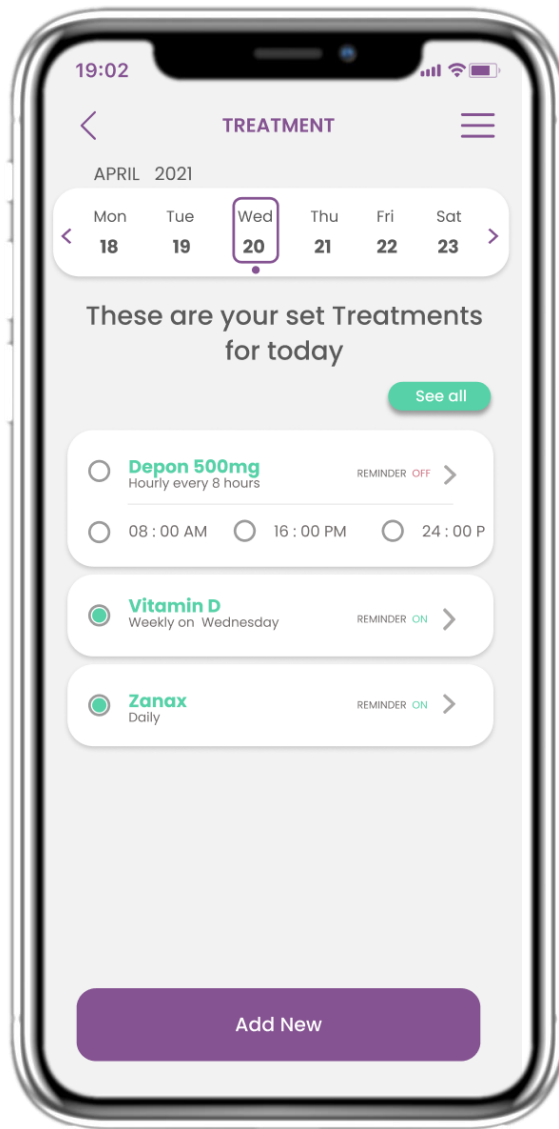 19:02
TREATMENT
APRIL 2021
Mon Tue Wed Thu Fri Sat
18 19 20 21 22 23
These are your set Treatments
for today
See all
Depon 500mg
Hourly every 8 hours
REMINDER OFF
08 : 00 AM 16 : 00 PM 24 : 00 P
Vitamin D
Weekly on Wednesday
REMINDER ON
Zanax
Daily
REMINDER ON
Add New